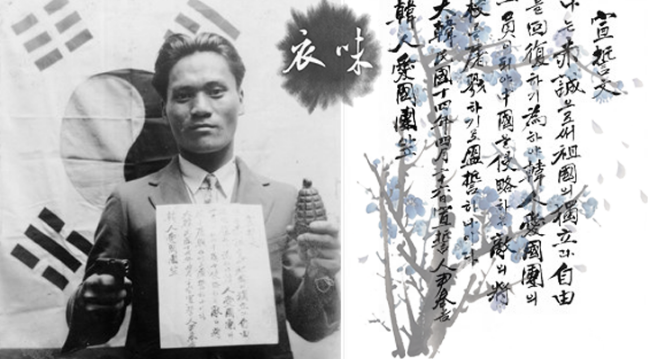 衣味
宣誓文
나는 赤誠으로써 祖國의 獨立과 自由
를 回復하기 爲하야 韓人愛國團의
一員이 되야 中國을 侵略하는 敵의 將
校를 屠戮하기로 盟誓하나이다
大韓民國十四年四月二十六日 宣誓人 尹奉吉
韓人愛國團앞